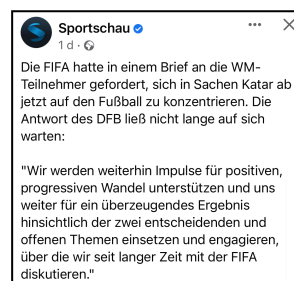 Sportschau
1 d ·
Die FIFA hatte in einem Brief an die WM-
Teilnehmer gefordert, sich in Sachen Katar ab
jetzt auf den Fußball zu konzentrieren. Die
Antwort des DFB ließ nicht lange auf sich
warten:
"Wir werden weiterhin Impulse für positiven,
progressiven Wandel unterstützen und uns
weiter für ein überzeugendes Ergebnis
hinsichtlich der zwei entscheidenden und
offenen Themen einsetzen und engagieren,
über die wir seit langer Zeit mit der FIFA
diskutieren."